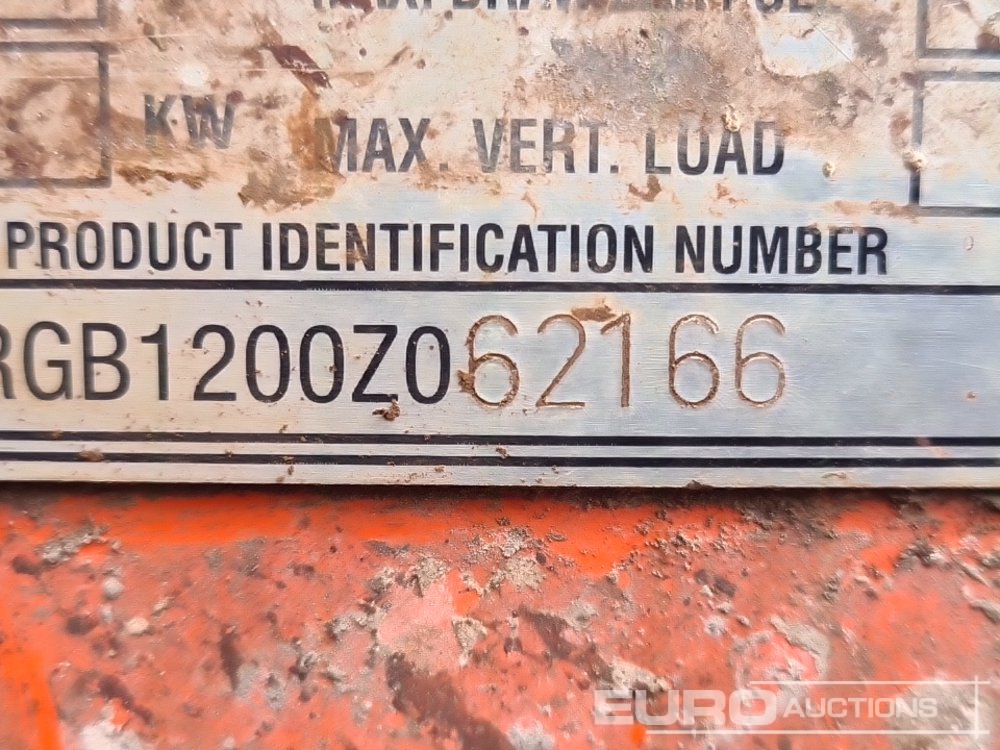 KW MAX. VERT. LOAD
PRODUCT IDENTIFICATION NUMBER
RGB1200Z062166
EURO AUCTIONS